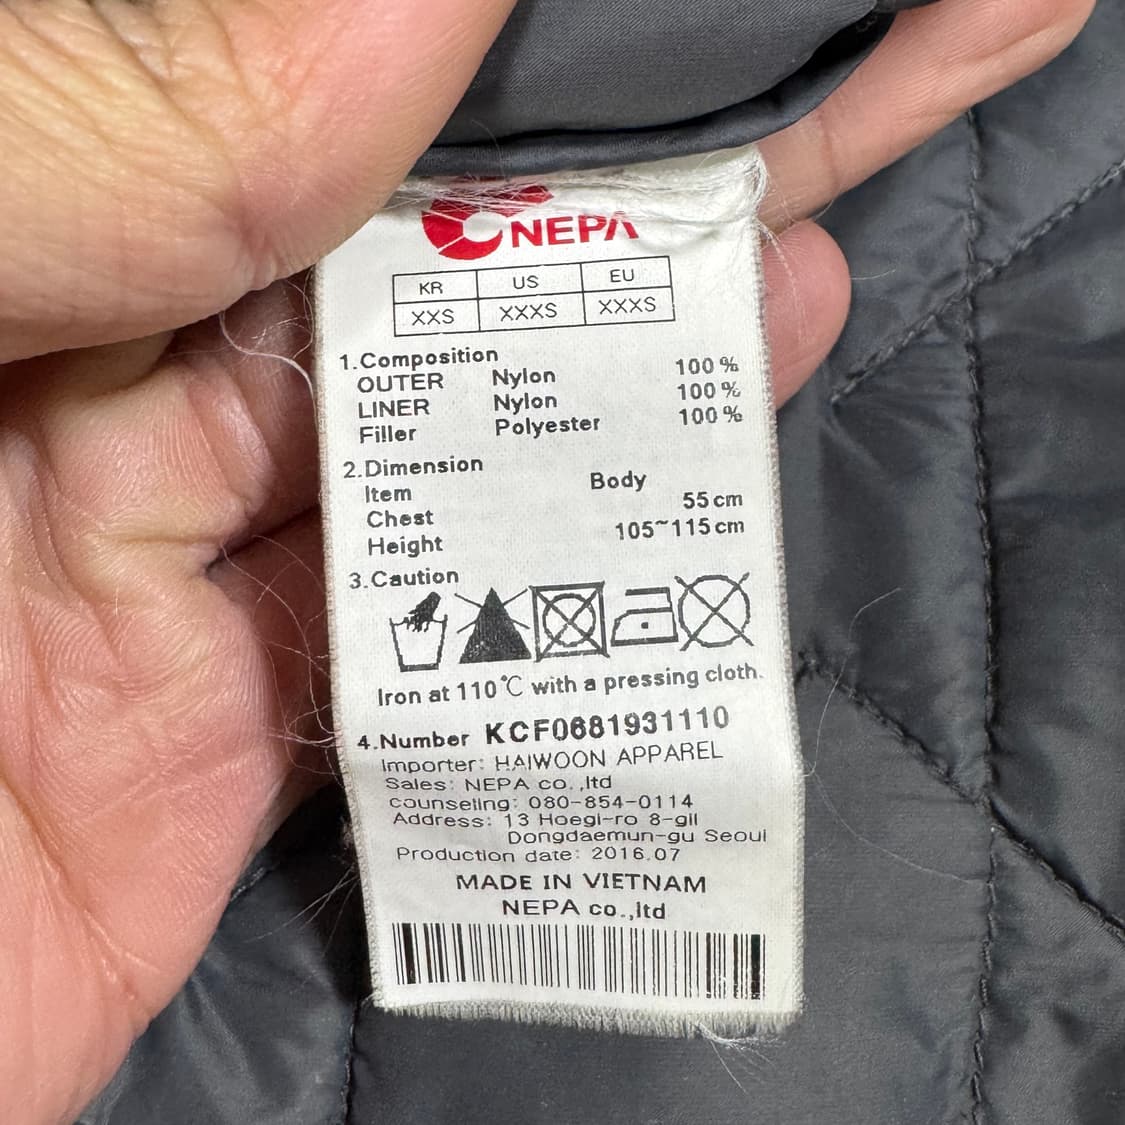 NEPA
KR US EU
XXS XXXS XXXS
1.Composition
OUTER Nylon 100%
LINER Nylon 100%
Filler Polyester 100%
2.Dimension
Item Body
Chest 55cm
Height 105~115cm
3.Caution
Iron at 110℃ with a pressing cloth.
4.Number KCF0681931110
Importer: HAIWOON APPAREL
Sales: NEPA co.,ltd
counseling: 080-854-0114
Address: 13 Hoegi-ro 8-gil
Dongdaemun-gu Seoul
Production date: 2016.07
MADE IN VIETNAM
NEPA co.,ltd